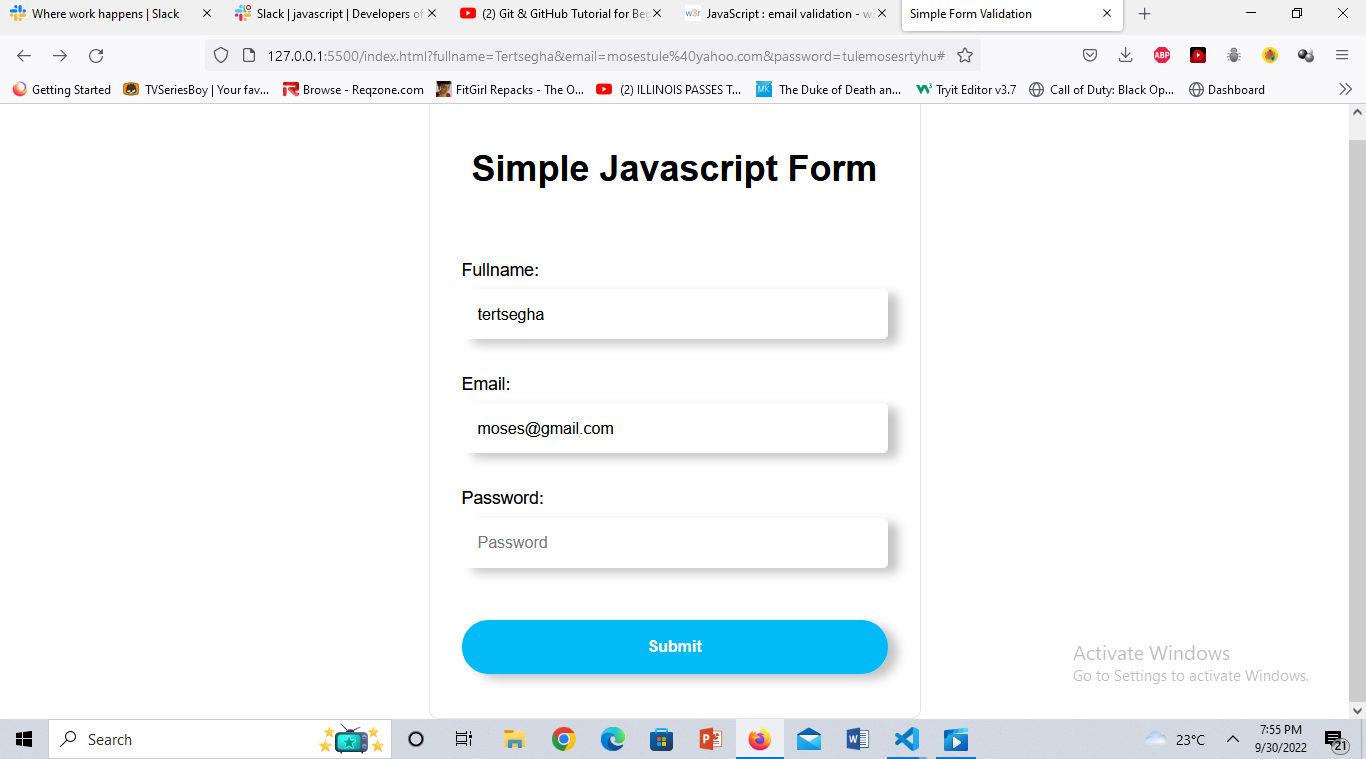 Where work happens | Slack
Slack | javascript | Developers of
(2) Git & GitHub Tutorial for Beg
JavaScript : email validation - w3
Simple Form Validation
127.0.0.1:5500/index.html?fullname=Tertsegha&email=mosestule%40yahoo.com&password=tulemosesrtyhu#
ABP
Getting Started
TVSeriesBoy | Your fav...
Browse - Reqzone.com
FitGirl Repacks - The O...
(2) ILLINOIS PASSES T...
MK
The Duke of Death an...
Tryit Editor v3.7
Call of Duty: Black Op...
Dashboard
Simple Javascript Form
Fullname:
tertsegha
Email:
moses@gmail.com
Password:
Password
Submit
Activate Windows
Go to Settings to activate Windows.
Search
23°C
7:55 PM
9/30/2022
21